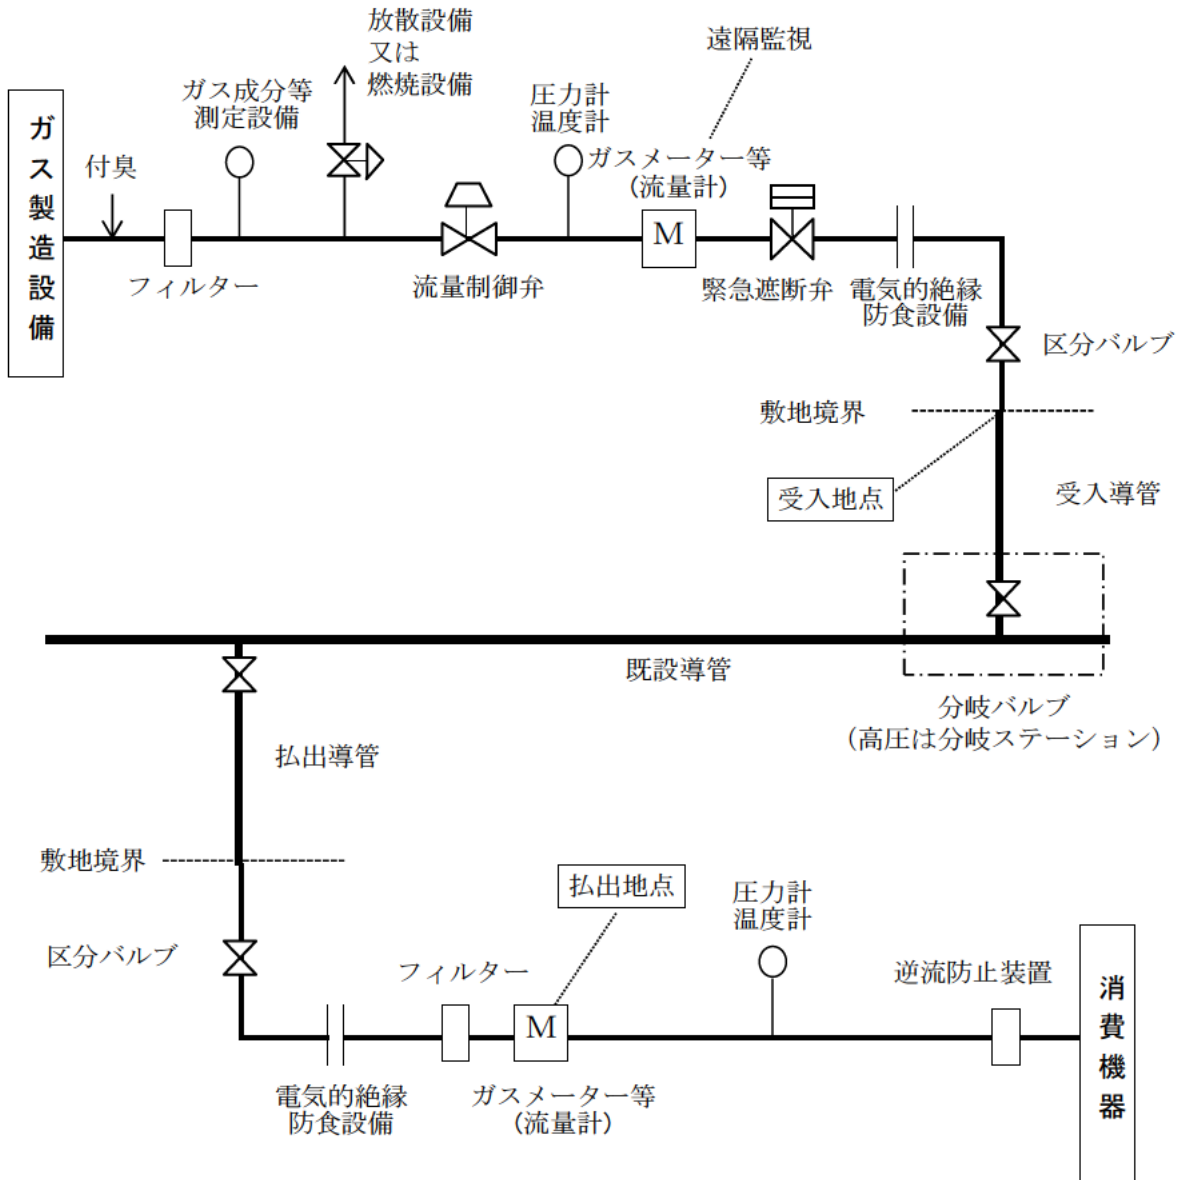 放散設備
又は
燃焼設備
遠隔監視
ガス成分等
測定設備
圧力計
温度計
ガス製造設備
付臭
ガスメーター等
（流量計）
M
フィルター
流量制御弁
緊急遮断弁
電気的絶縁
防食設備
区分バルブ
敷地境界
受入地点
受入導管
既設導管
分岐バルブ
（高圧は分岐ステーション）
払出導管
敷地境界
払出地点
圧力計
温度計
区分バルブ
フィルター
逆流防止装置
消費機器
M
電気的絶縁
防食設備
ガスメーター等
（流量計）